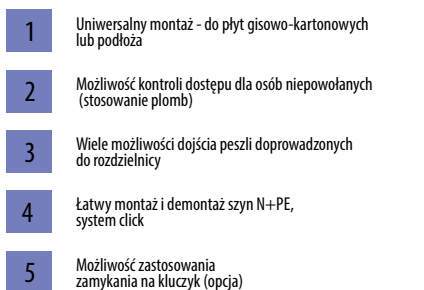 1
Uniwersalny montaż - do płyt gisowo-kartonowych
lub podłoża
2
Możliwość kontroli dostępu dla osób niepowołanych
(stosowanie plomb)
3
Wiele możliwości dojścia peszli doprowadzonych
do rozdzielnicy
4
Łatwy montaż i demontaż szyn N+PE,
system click
5
Możliwość zastosowania
zamykania na kluczyk (opcja)